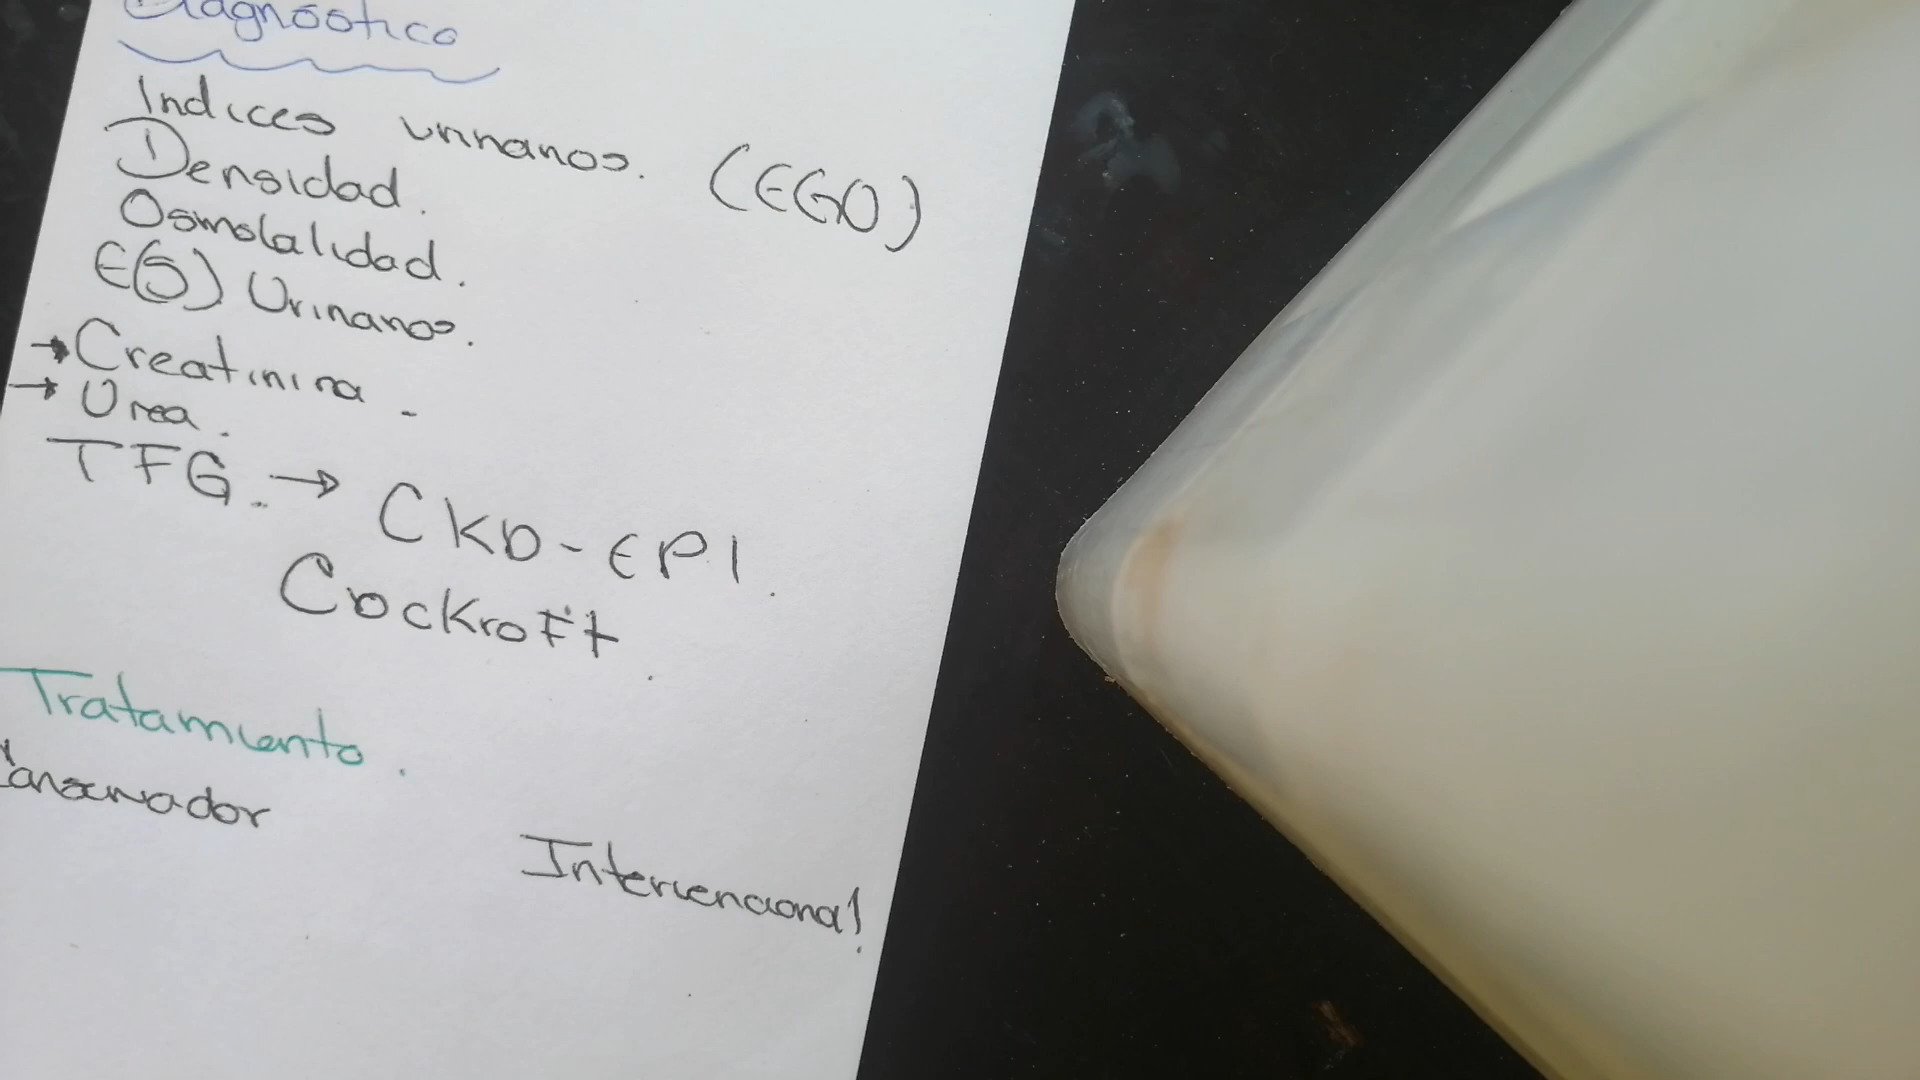 Diagnóstico
Indices urinarios. (EGO)
Densidad.
Osmolalidad.
E(S) Urinarios.
→ Creatinina -
→ Urea.
TFG. → CKD-EPI.
Cockroft.
Tratamiento.
Conservador
Intervencional